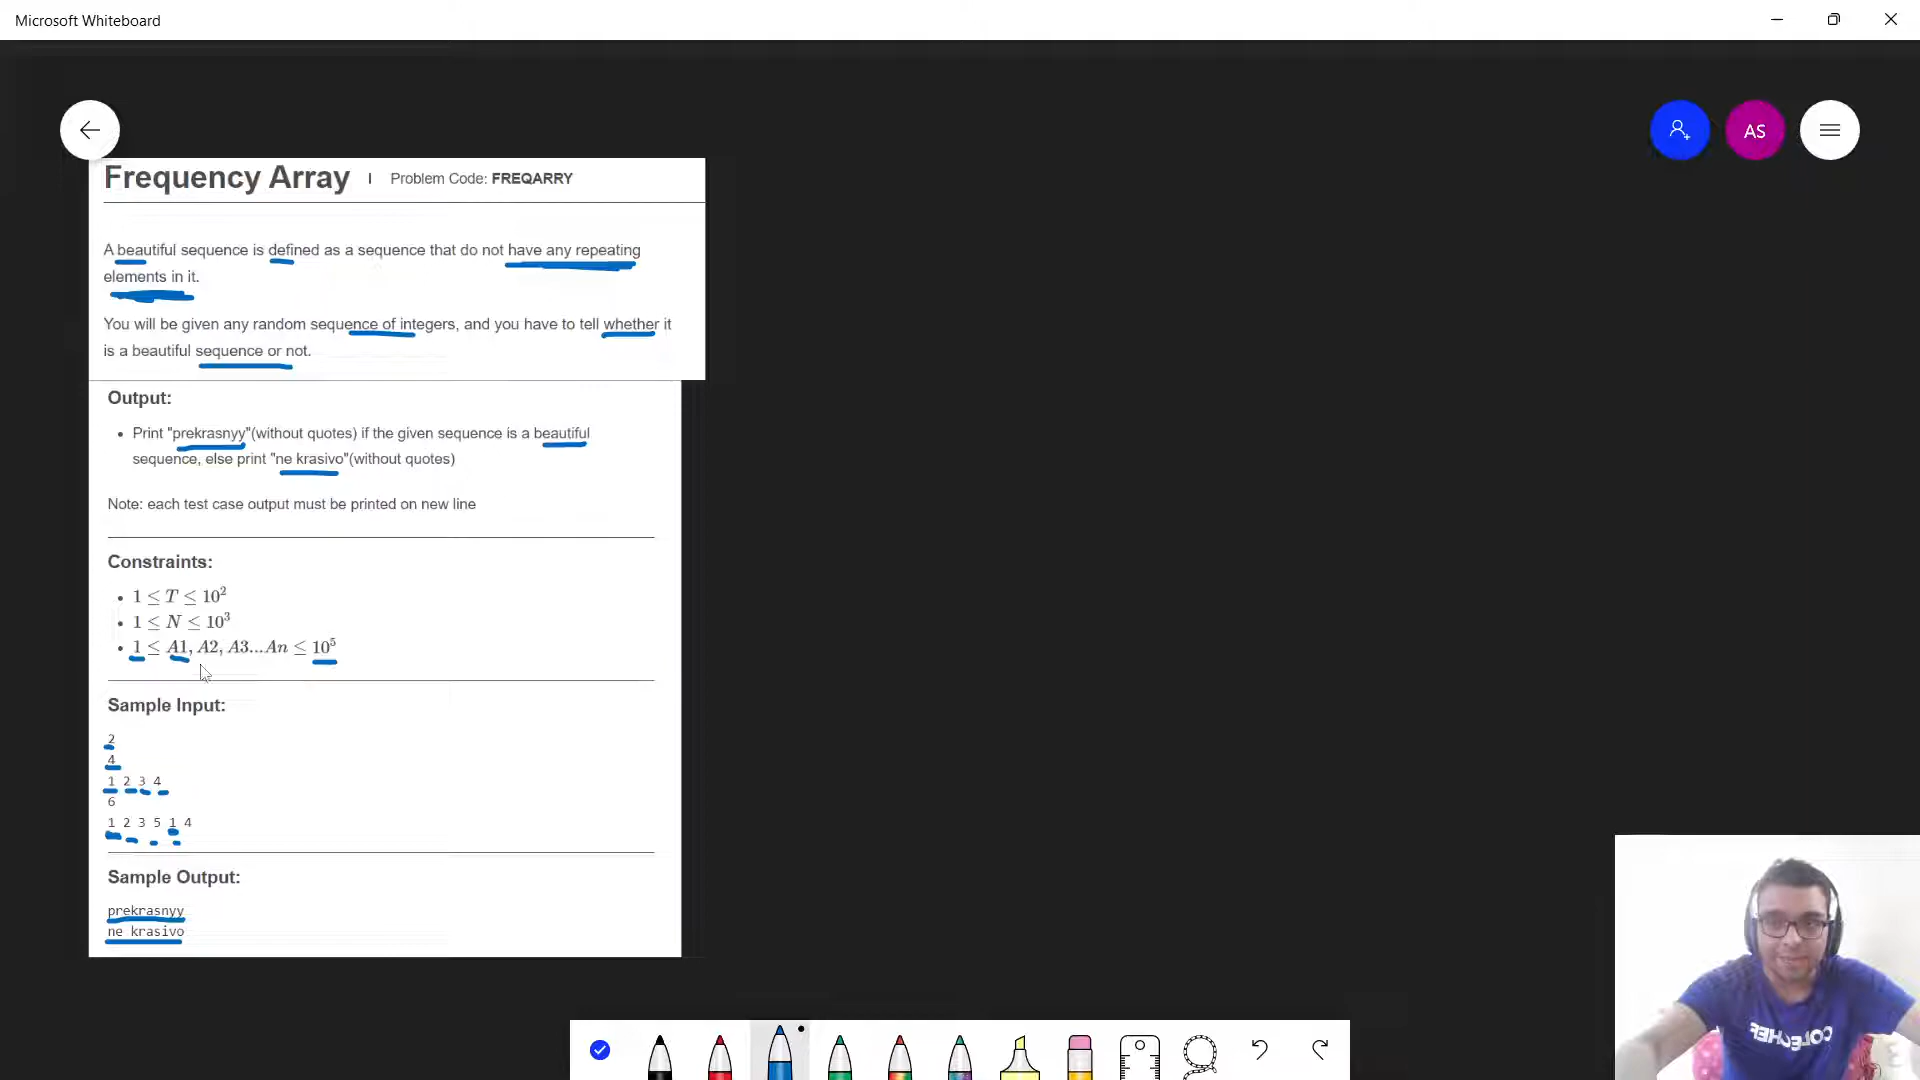 Microsoft Whiteboard
AS
Frequency Array | Problem Code: FREQARRY
A beautiful sequence is defined as a sequence that do not have any repeating
elements in it.
You will be given any random sequence of integers, and you have to tell whether it
is a beautiful sequence or not.
Output:
• Print "prekrasnyy"(without quotes) if the given sequence is a beautiful
sequence, else print "ne krasivo"(without quotes)
Note: each test case output must be printed on new line
Constraints:
• 1 ≤ T ≤ 10²
• 1 ≤ N ≤ 10³
• 1 ≤ A1, A2, A3...An ≤ 10⁵
Sample Input:
2
4
1 2 3 4
6
1 2 3 5 1 4
Sample Output:
prekrasnyy
ne krasivo
CODECHEF